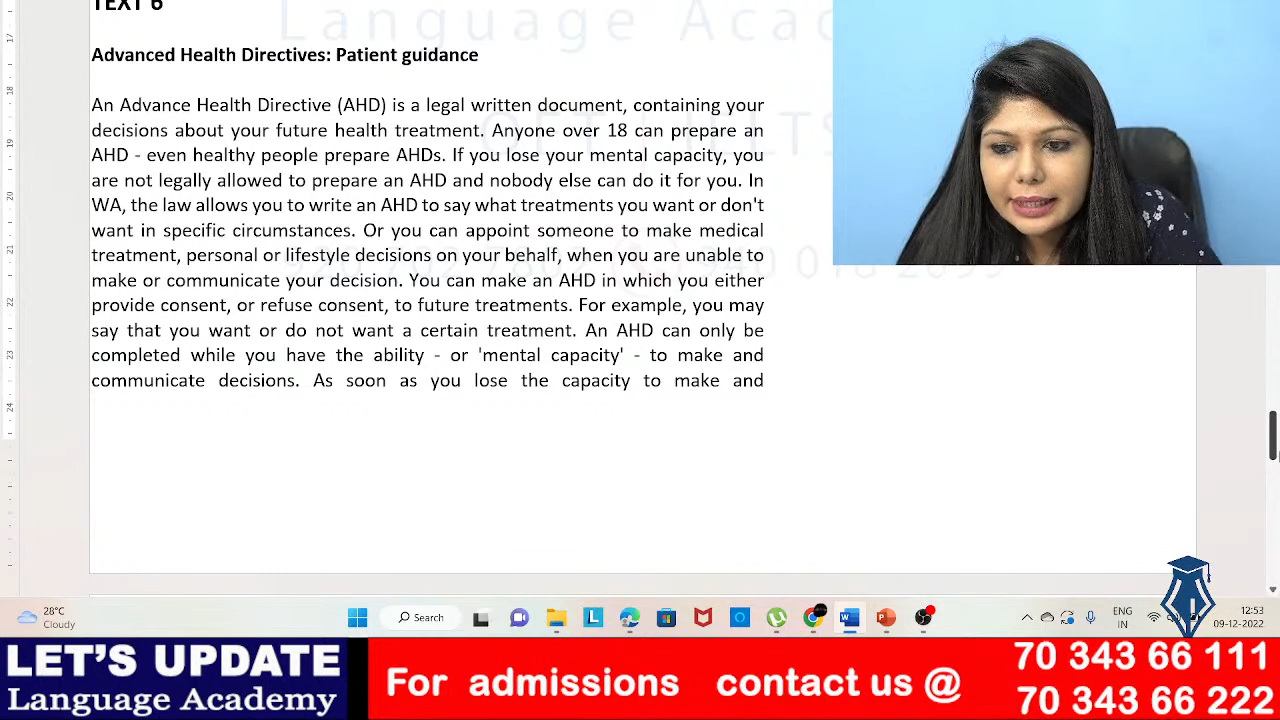 TEXT 6
Language Acade
Advanced Health Directives: Patient guidance
An Advance Health Directive (AHD) is a legal written document, containing your
decisions about your future health treatment. Anyone over 18 can prepare an
AHD - even healthy people prepare AHDs. If you lose your mental capacity, you
are not legally allowed to prepare an AHD and nobody else can do it for you. In
WA, the law allows you to write an AHD to say what treatments you want or don't
want in specific circumstances. Or you can appoint someone to make medical
treatment, personal or lifestyle decisions on your behalf, when you are unable to
make or communicate your decision. You can make an AHD in which you either
provide consent, or refuse consent, to future treatments. For example, you may
say that you want or do not want a certain treatment. An AHD can only be
completed while you have the ability - or 'mental capacity' - to make and
communicate decisions. As soon as you lose the capacity to make and
17
18
19
20
21
22
23
24
28°C
Cloudy
Search
L
W
P
ENG
IN
12:53
09-12-2022
LET'S UPDATE
Language Academy
For admissions contact us @
70 343 66 111
70 343 66 222